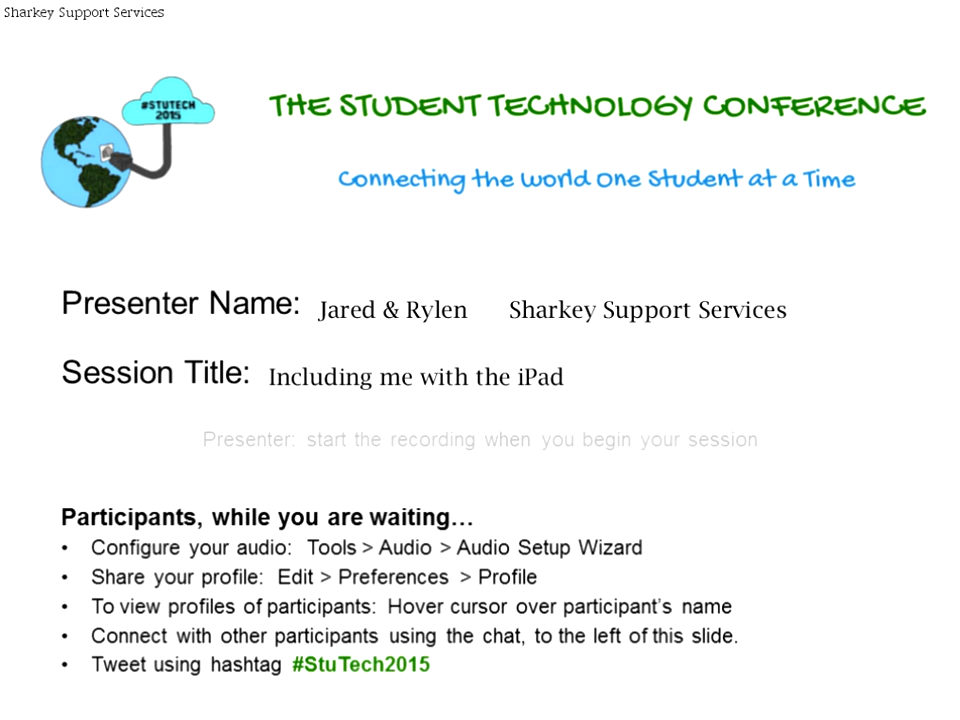 Sharkey Support Services
#STUTECH
2015
THE STUDENT TECHNOLOGY CONFERENCE
Connecting the World One Student at a Time
Presenter Name: Jared & Rylen Sharkey Support Services
Session Title: Including me with the iPad
Presenter: start the recording when you begin your session
Participants, while you are waiting…
• Configure your audio: Tools > Audio > Audio Setup Wizard
• Share your profile: Edit > Preferences > Profile
• To view profiles of participants: Hover cursor over participant's name
• Connect with other participants using the chat, to the left of this slide.
• Tweet using hashtag #StuTech2015